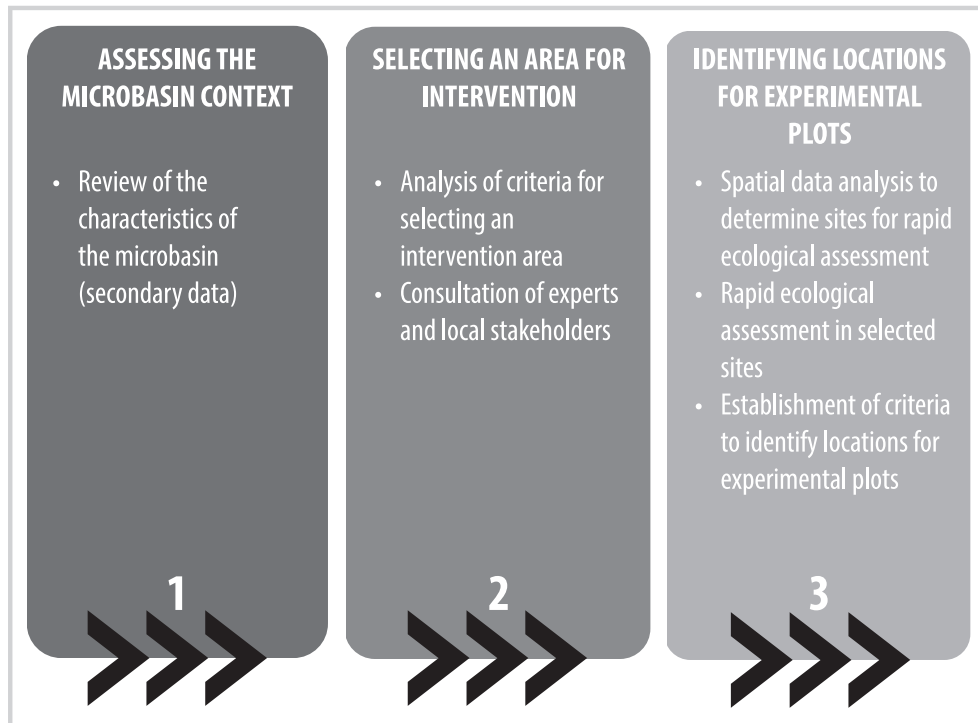 ASSESSING THE
MICROBASIN CONTEXT
• Review of the
characteristics of
the microbasin
(secondary data)
1
SELECTING AN AREA FOR
INTERVENTION
• Analysis of criteria for
selecting an
intervention area
• Consultation of experts
and local stakeholders
2
IDENTIFYING LOCATIONS
FOR EXPERIMENTAL
PLOTS
• Spatial data analysis to
determine sites for rapid
ecological assessment
• Rapid ecological
assessment in selected
sites
• Establishment of criteria
to identify locations for
experimental plots
3